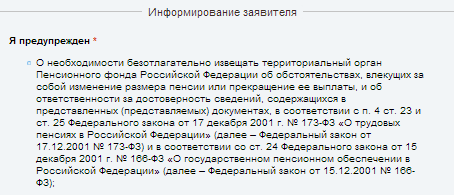 Информирование заявителя
Я предупрежден *
О необходимости безотлагательно извещать территориальный орган
Пенсионного фонда Российской Федерации об обстоятельствах, влекущих за
собой изменение размера пенсии или прекращение ее выплаты, и об
ответственности за достоверность сведений, содержащихся в
представленных (представляемых) документах, в соответствии с п. 4 ст. 23 и
ст. 25 Федерального закона от 17 декабря 2001 г. № 173-ФЗ «О трудовых
пенсиях в Российской Федерации» (далее – Федеральный закон от
17.12.2001 № 173-ФЗ) и в соответствии со ст. 24 Федерального закона от 15
декабря 2001 г. № 166-ФЗ «О государственном пенсионном обеспечении в
Российской Федерации» (далее – Федеральный закон от 15.12.2001 № 166-
ФЗ);